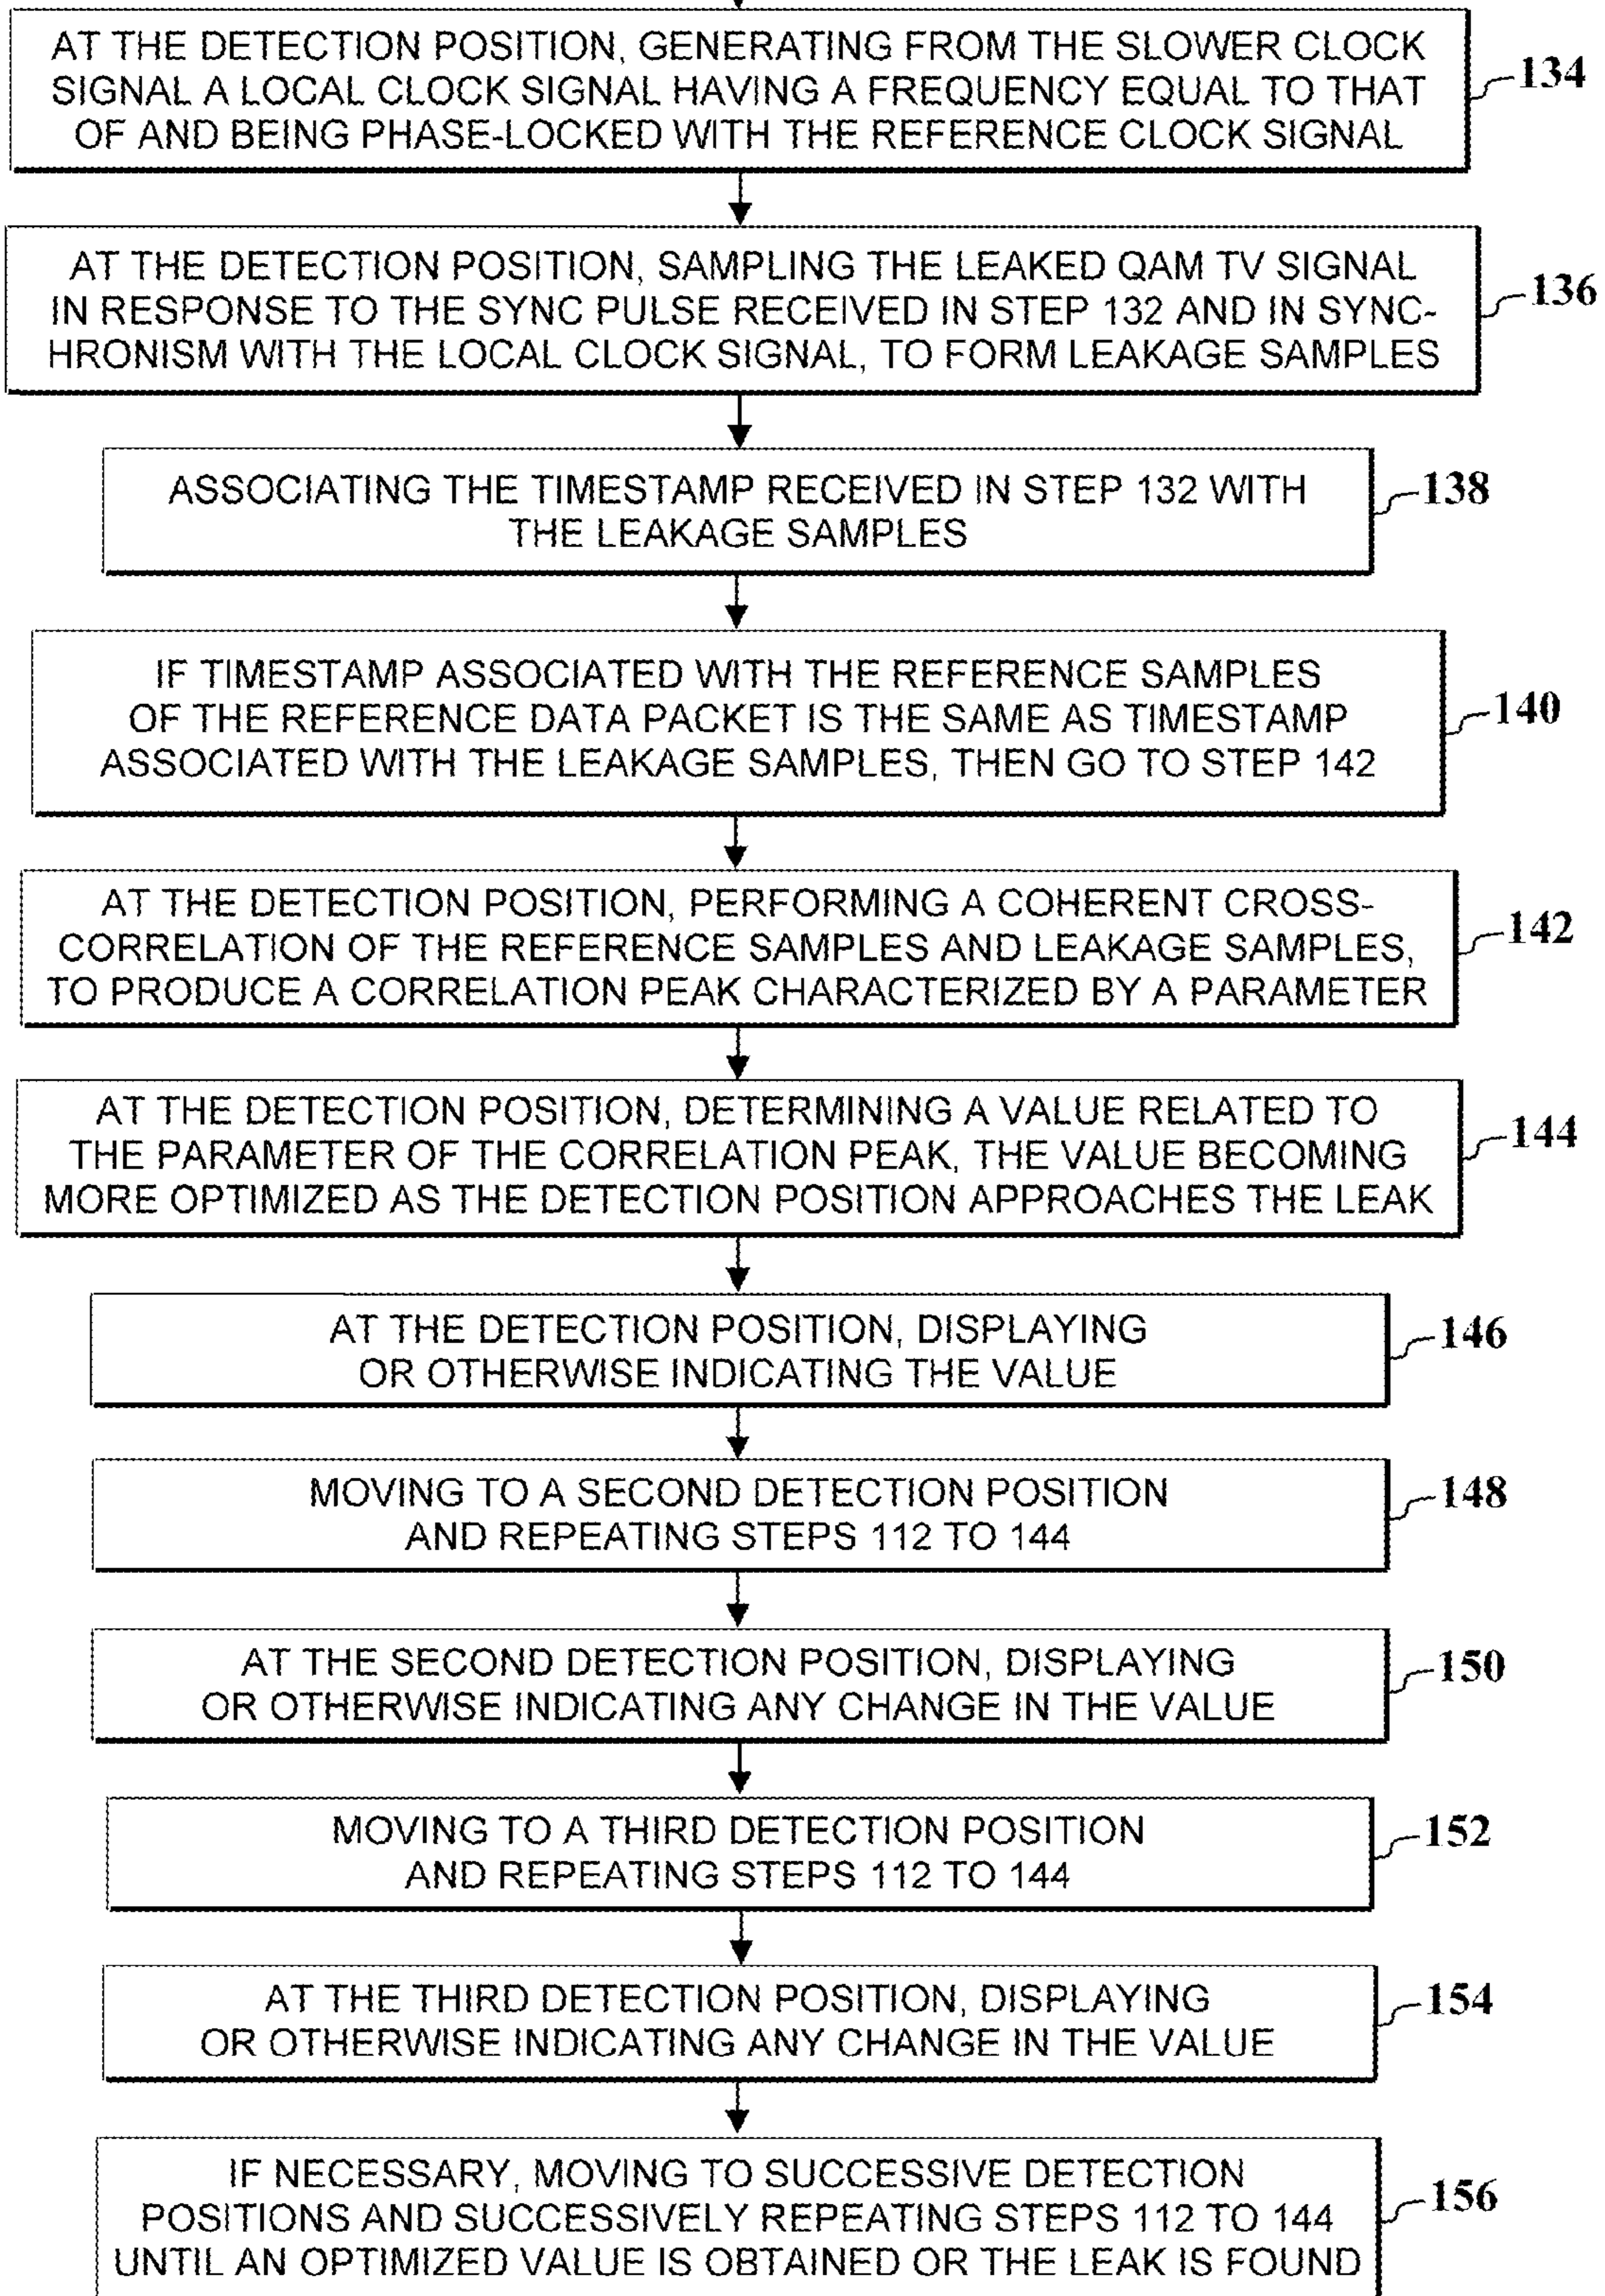 AT THE DETECTION POSITION, GENERATING FROM THE SLOWER CLOCK
SIGNAL A LOCAL CLOCK SIGNAL HAVING A FREQUENCY EQUAL TO THAT
OF AND BEING PHASE-LOCKED WITH THE REFERENCE CLOCK SIGNAL
134
AT THE DETECTION POSITION, SAMPLING THE LEAKED QAM TV SIGNAL
IN RESPONSE TO THE SYNC PULSE RECEIVED IN STEP 132 AND IN SYNC-
HRONISM WITH THE LOCAL CLOCK SIGNAL, TO FORM LEAKAGE SAMPLES
136
ASSOCIATING THE TIMESTAMP RECEIVED IN STEP 132 WITH
THE LEAKAGE SAMPLES
138
IF TIMESTAMP ASSOCIATED WITH THE REFERENCE SAMPLES
OF THE REFERENCE DATA PACKET IS THE SAME AS TIMESTAMP
ASSOCIATED WITH THE LEAKAGE SAMPLES, THEN GO TO STEP 142
140
AT THE DETECTION POSITION, PERFORMING A COHERENT CROSS-
CORRELATION OF THE REFERENCE SAMPLES AND LEAKAGE SAMPLES,
TO PRODUCE A CORRELATION PEAK CHARACTERIZED BY A PARAMETER
142
AT THE DETECTION POSITION, DETERMINING A VALUE RELATED TO
THE PARAMETER OF THE CORRELATION PEAK, THE VALUE BECOMING
MORE OPTIMIZED AS THE DETECTION POSITION APPROACHES THE LEAK
144
AT THE DETECTION POSITION, DISPLAYING
OR OTHERWISE INDICATING THE VALUE
146
MOVING TO A SECOND DETECTION POSITION
AND REPEATING STEPS 112 TO 144
148
AT THE SECOND DETECTION POSITION, DISPLAYING
OR OTHERWISE INDICATING ANY CHANGE IN THE VALUE
150
MOVING TO A THIRD DETECTION POSITION
AND REPEATING STEPS 112 TO 144
152
AT THE THIRD DETECTION POSITION, DISPLAYING
OR OTHERWISE INDICATING ANY CHANGE IN THE VALUE
154
IF NECESSARY, MOVING TO SUCCESSIVE DETECTION
POSITIONS AND SUCCESSIVELY REPEATING STEPS 112 TO 144
UNTIL AN OPTIMIZED VALUE IS OBTAINED OR THE LEAK IS FOUND
156